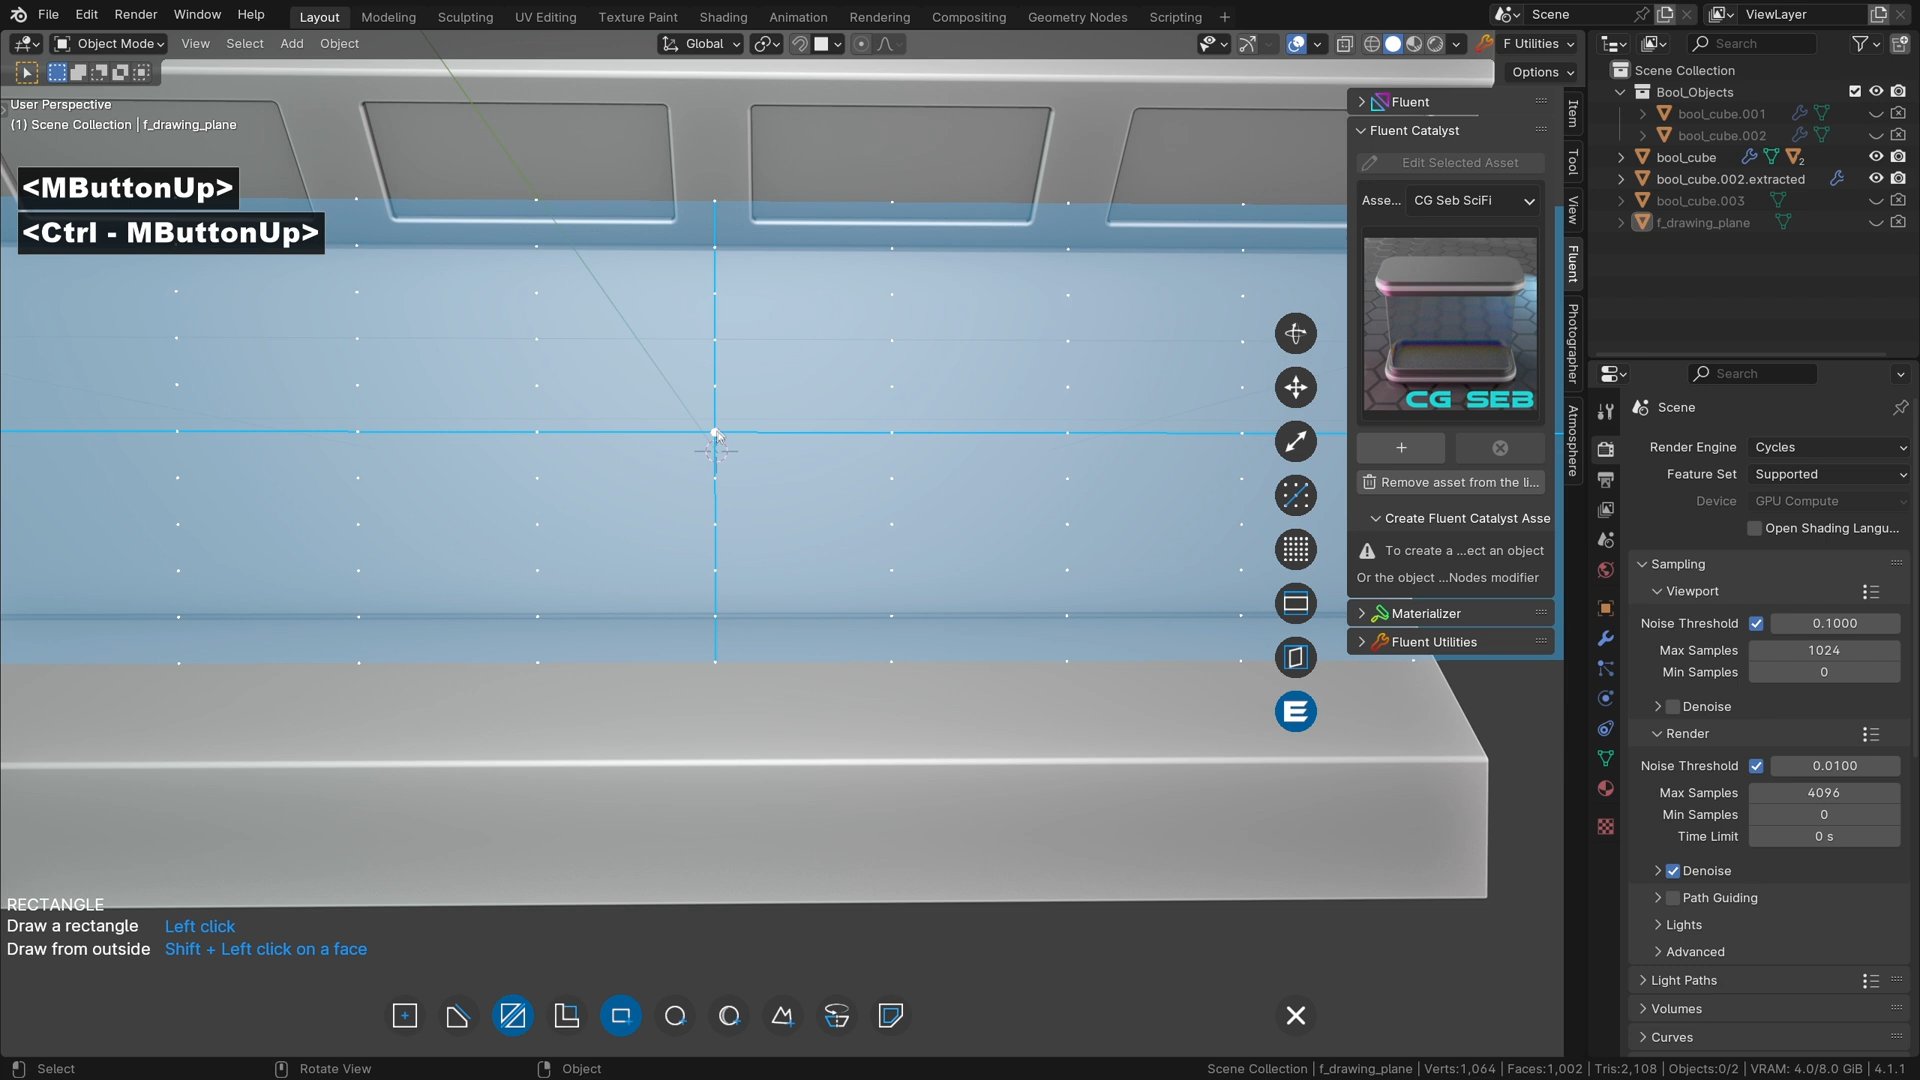 File Edit Render Window Help Layout Modeling Sculpting UV Editing Texture Paint Shading Animation Rendering Compositing Geometry Nodes Scripting + Scene ViewLayer
Object Mode View Select Add Object Global F Utilities Search
Options
User Perspective
(1) Scene Collection | f_drawing_plane
<MButtonUp>
<Ctrl - MButtonUp>
Fluent
Fluent Catalyst
Edit Selected Asset
Asse... CG Seb SciFi
CG SEB
+
Remove asset from the li...
Create Fluent Catalyst Asse
To create a ...ect an object
Or the object ...Nodes modifier
Materializer
Fluent Utilities
Item
Tool
View
Fluent
Photographer
Atmosphere
Scene Collection
Bool_Objects
bool_cube.001
bool_cube.002
bool_cube 2
bool_cube.002.extracted
bool_cube.003
f_drawing_plane
Search
Scene
Render Engine Cycles
Feature Set Supported
Device GPU Compute
Open Shading Langu...
Sampling
Viewport
Noise Threshold 0.1000
Max Samples 1024
Min Samples 0
Denoise
Render
Noise Threshold 0.0100
Max Samples 4096
Min Samples 0
Time Limit 0 s
Denoise
Path Guiding
Lights
Advanced
Light Paths
Volumes
Curves
RECTANGLE
Draw a rectangle Left click
Draw from outside Shift + Left click on a face
Select Rotate View Object Scene Collection | f_drawing_plane | Verts:1,064 | Faces:1,002 | Tris:2,108 | Objects:0/2 | VRAM: 4.0/8.0 GiB | 4.1.1